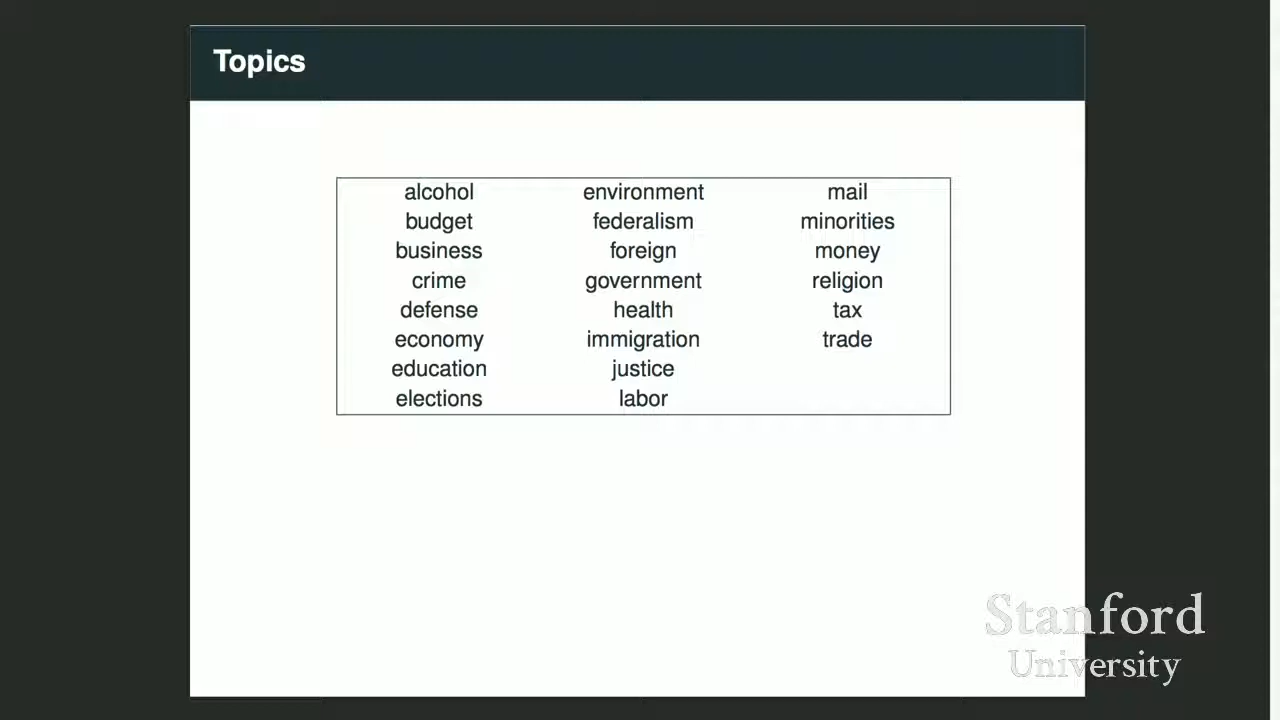 Topics
alcohol environment mail
budget federalism minorities
business foreign money
crime government religion
defense health tax
economy immigration trade
education justice
elections labor
Stanford
University